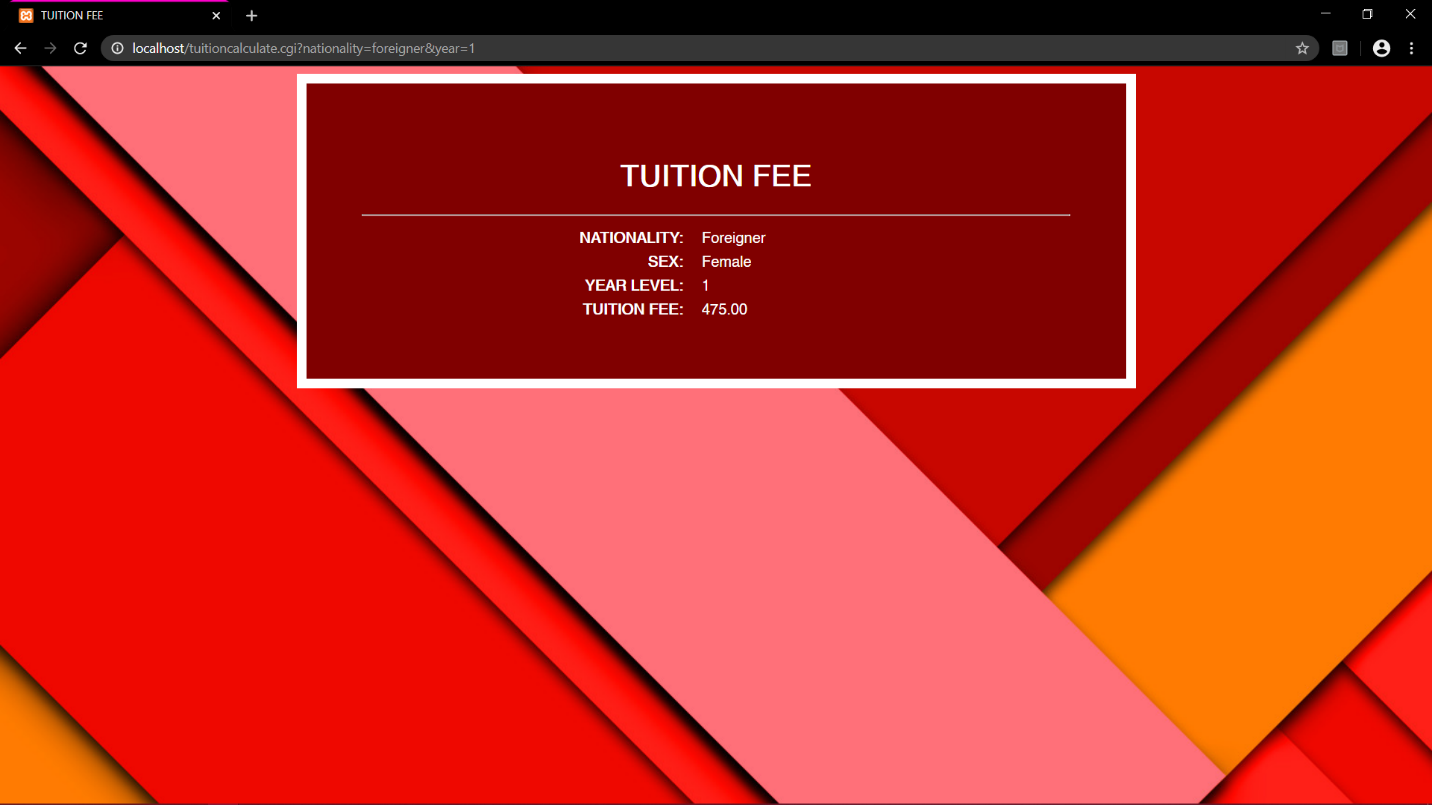 TUITION FEE
localhost/tuitioncalculate.cgi?nationality=foreigner&year=1
TUITION FEE
NATIONALITY: Foreigner
SEX: Female
YEAR LEVEL: 1
TUITION FEE: 475.00